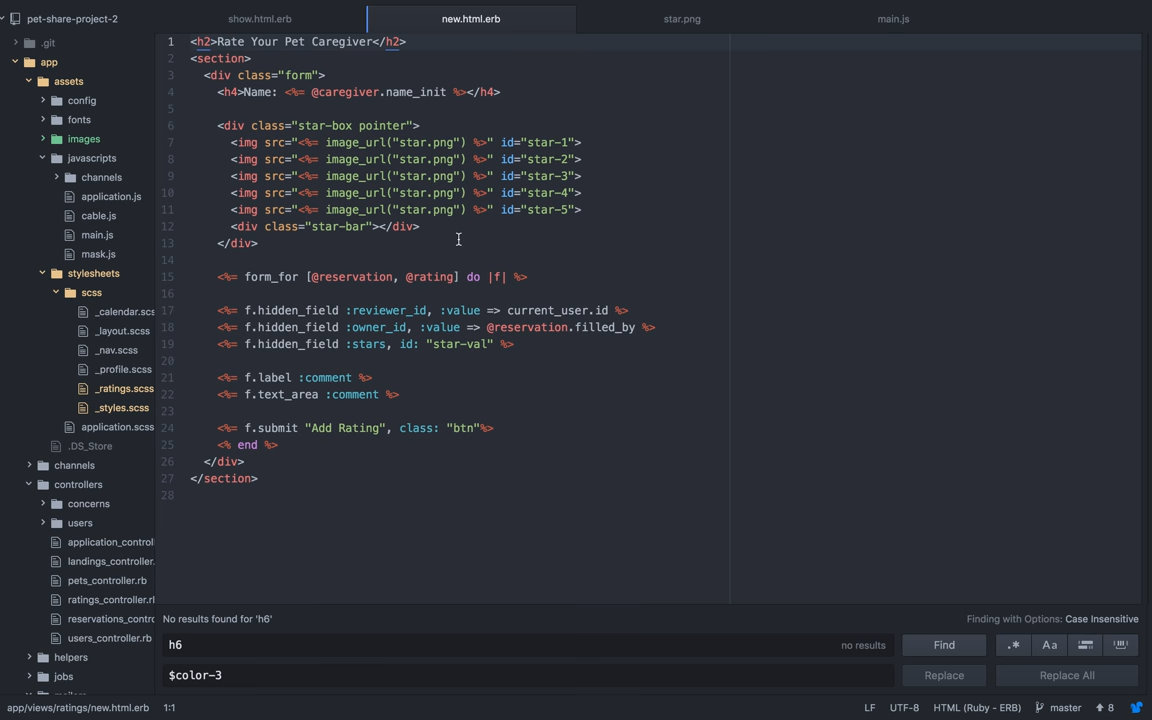 pet-share-project-2
show.html.erb
new.html.erb
star.png
main.js
.git
app
assets
config
fonts
images
javascripts
channels
application.js
cable.js
main.js
mask.js
stylesheets
scss
_calendar.scs
_layout.scss
_nav.scss
_profile.scss
_ratings.scss
_styles.scss
application.scss
.DS_Store
channels
controllers
concerns
users
application_control
landings_controller.
pets_controller.rb
ratings_controller.rl
reservations_contro
users_controller.rb
helpers
jobs
1 <h2>Rate Your Pet Caregiver</h2>
2 <section>
3 <div class="form">
4 <h4>Name: <%= @caregiver.name_init %></h4>
5
6 <div class="star-box pointer">
7 <img src="<%= image_url("star.png") %>" id="star-1">
8 <img src="<%= image_url("star.png") %>" id="star-2">
9 <img src="<%= image_url("star.png") %>" id="star-3">
10 <img src="<%= image_url("star.png") %>" id="star-4">
11 <img src="<%= image_url("star.png") %>" id="star-5">
12 <div class="star-bar"></div>
13 </div>
14
15 <%= form_for [@reservation, @rating] do |f| %>
16
17 <%= f.hidden_field :reviewer_id, :value => current_user.id %>
18 <%= f.hidden_field :owner_id, :value => @reservation.filled_by %>
19 <%= f.hidden_field :stars, id: "star-val" %>
20
21 <%= f.label :comment %>
22 <%= f.text_area :comment %>
23
24 <%= f.submit "Add Rating", class: "btn"%>
25 <% end %>
26 </div>
27 </section>
28
No results found for 'h6'
Finding with Options: Case Insensitive
h6
no results
Find
.*
Aa
$color-3
Replace
Replace All
app/views/ratings/new.html.erb 1:1
LF
UTF-8
HTML (Ruby - ERB)
master
8